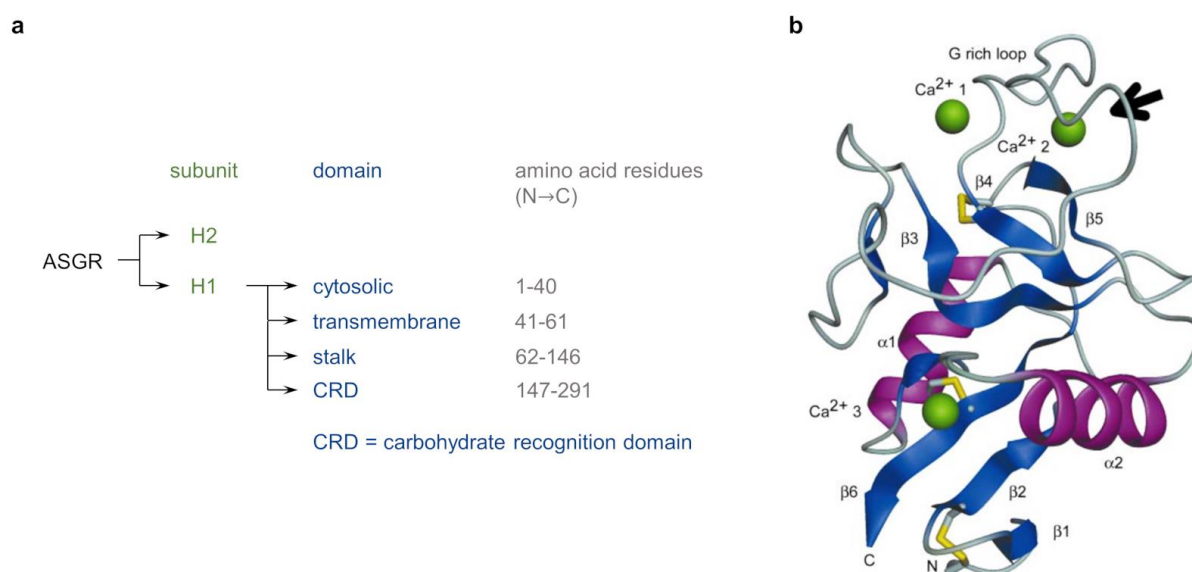 a
subunit domain amino acid residues
(N→C)
H2
ASGR
H1 cytosolic 1-40
transmembrane 41-61
stalk 62-146
CRD 147-291
CRD = carbohydrate recognition domain
b
G rich loop
Ca2+ 1
Ca2+ 2
β4
β5
β3
α1
Ca2+ 3
α2
β6
β2
β1
C
N